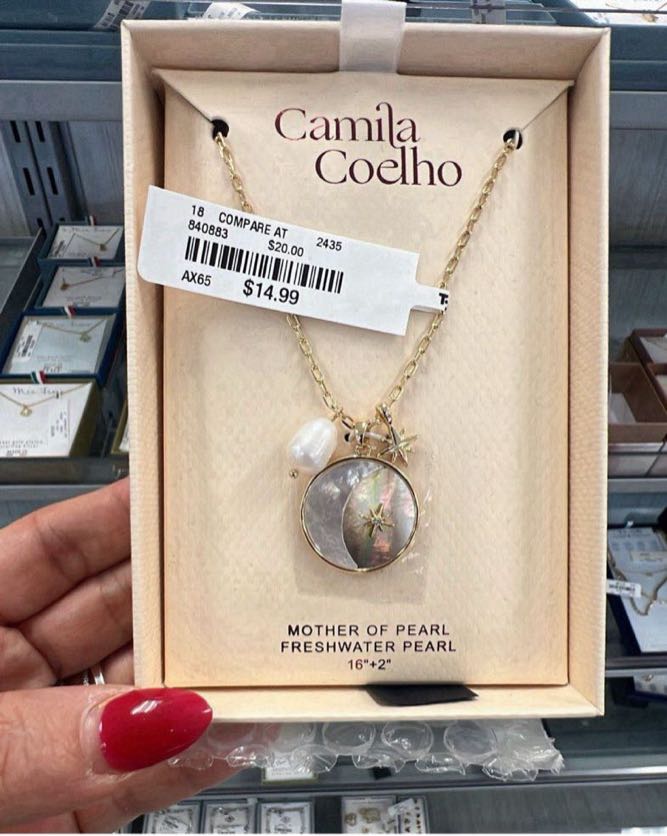 Camila
Coelho
18 COMPARE AT 2435
840883 $20.00
AX65 $14.99
MOTHER OF PEARL
FRESHWATER PEARL
16"+2"